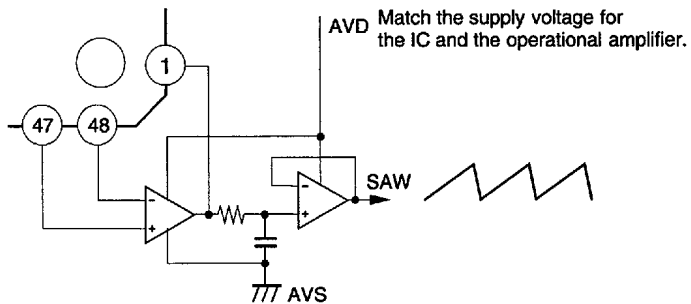 AVD Match the supply voltage for
the IC and the operational amplifier.
1
47 48
- +
- +
SAW
AVS